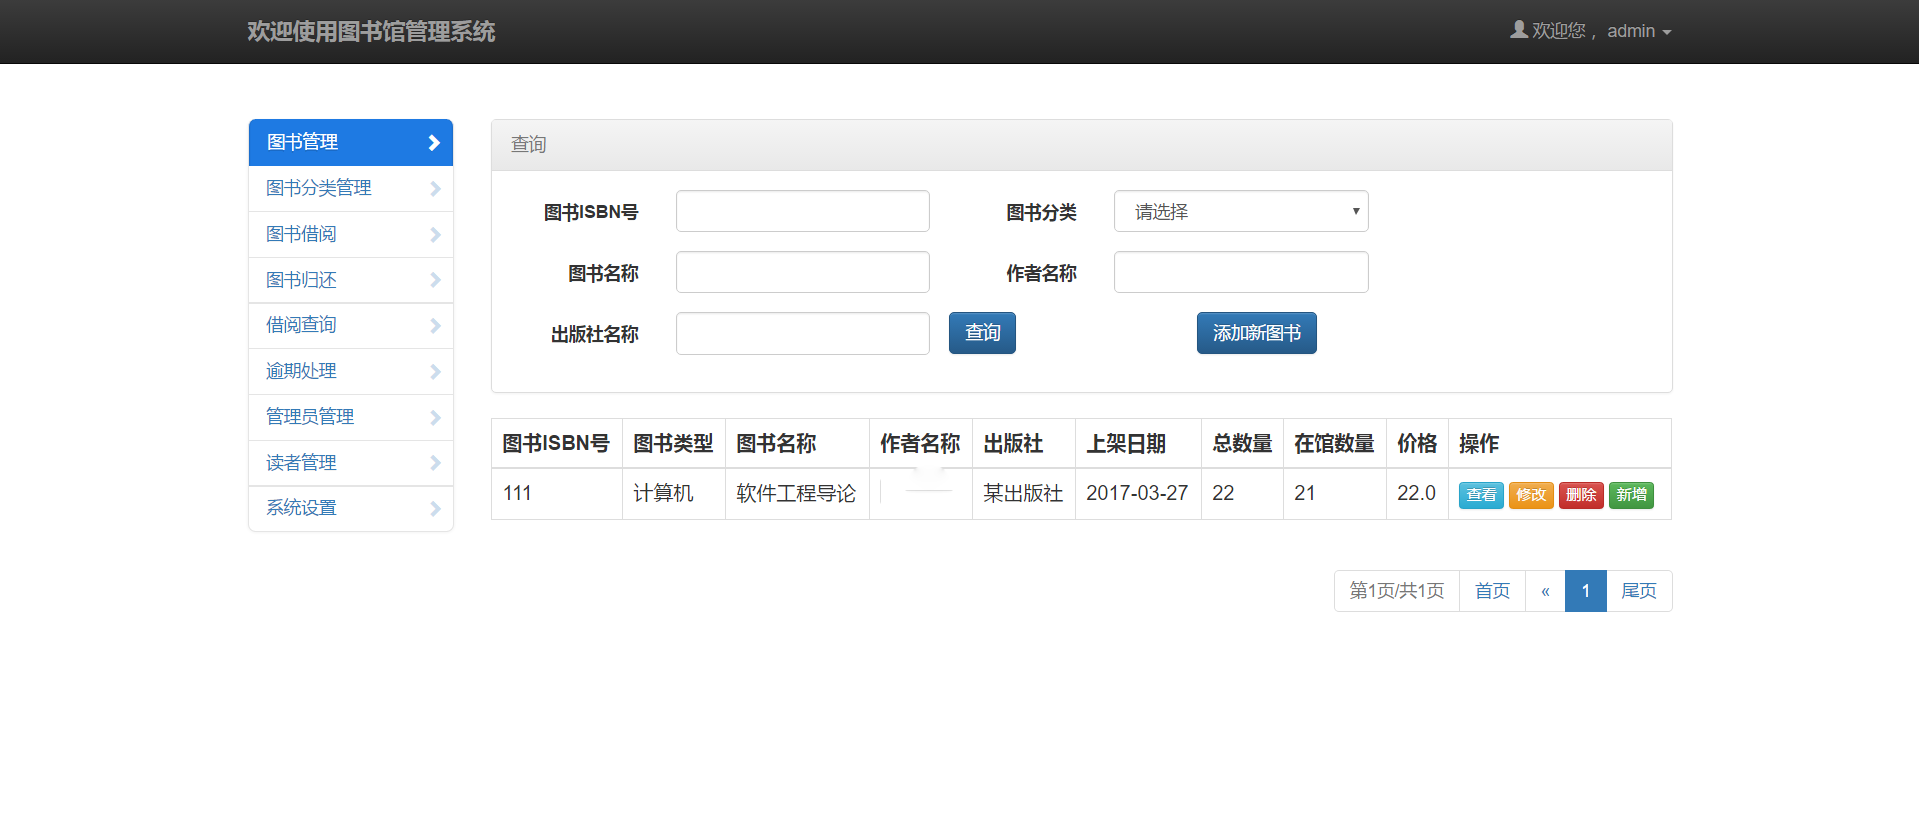 欢迎使用图书馆管理系统
欢迎您，admin
图书管理
图书分类管理
图书借阅
图书归还
借阅查询
逾期处理
管理员管理
读者管理
系统设置
查询
图书ISBN号
图书分类 请选择
图书名称
作者名称
出版社名称
查询 添加新图书
图书ISBN号 图书类型 图书名称 作者名称 出版社 上架日期 总数量 在馆数量 价格 操作
111 计算机 软件工程导论 某出版社 2017-03-27 22 21 22.0 查看 修改 删除 新增
第1页/共1页 首页 « 1 尾页